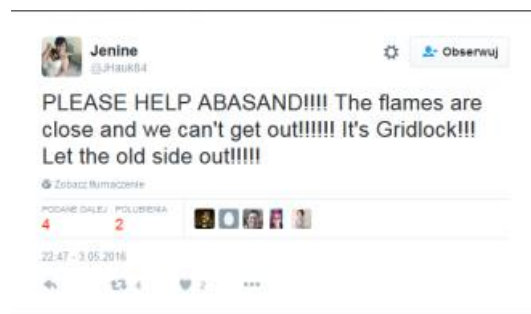 Jenine
@JHauk84
Obserwuj
PLEASE HELP ABASAND!!!! The flames are
close and we can't get out!!!!!! It's Gridlock!!!
Let the old side out!!!!!
Zobacz tłumaczenie
PODANE DALEJ POLUBIENIA
4 2
22:47 - 3.05.2016
4 2